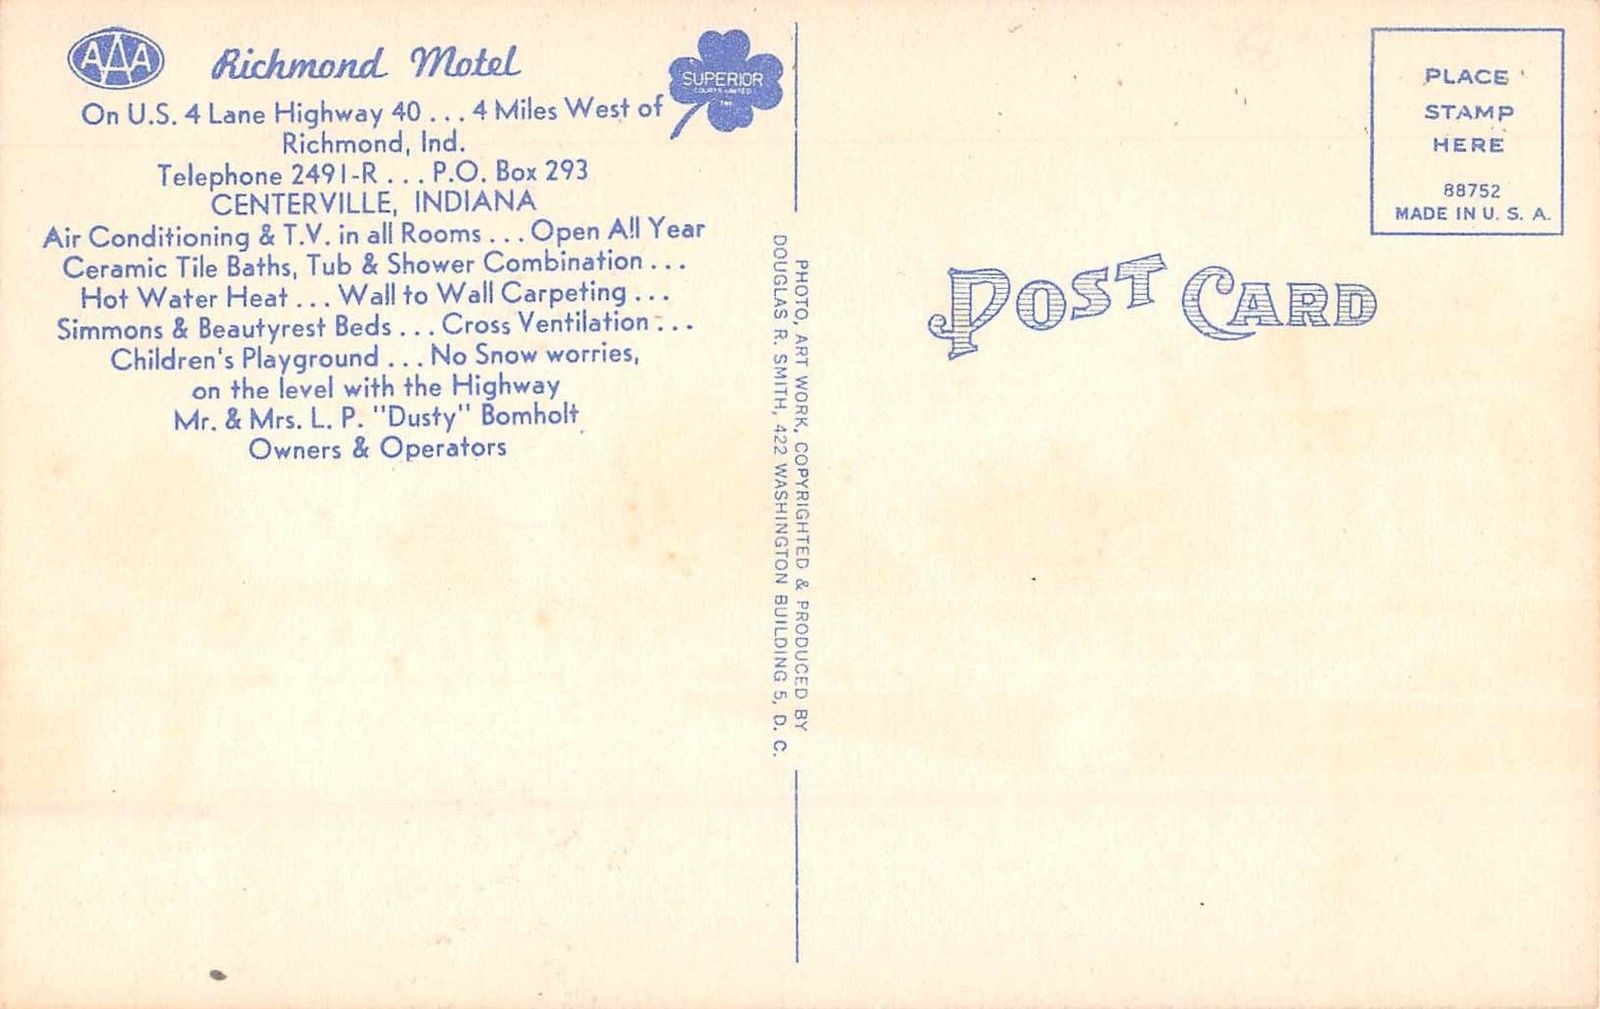 AAA
Richmond Motel
SUPERIOR
COURTS UNITED
On U.S. 4 Lane Highway 40 . . . 4 Miles West of
Richmond, Ind.
Telephone 2491-R . . . P.O. Box 293
CENTERVILLE, INDIANA
Air Conditioning & T.V. in all Rooms . . . Open All Year
Ceramic Tile Baths, Tub & Shower Combination . . .
Hot Water Heat . . . Wall to Wall Carpeting . . .
Simmons & Beautyrest Beds . . . Cross Ventilation . . .
Children's Playground . . . No Snow worries,
on the level with the Highway
Mr. & Mrs. L. P. "Dusty" Bomholt
Owners & Operators
PHOTO, ART WORK, COPYRIGHTED & PRODUCED BY
DOUGLAS R. SMITH, 422 WASHINGTON BUILDING 5, D. C.
POST CARD
PLACE
STAMP
HERE
88752
MADE IN U. S. A.